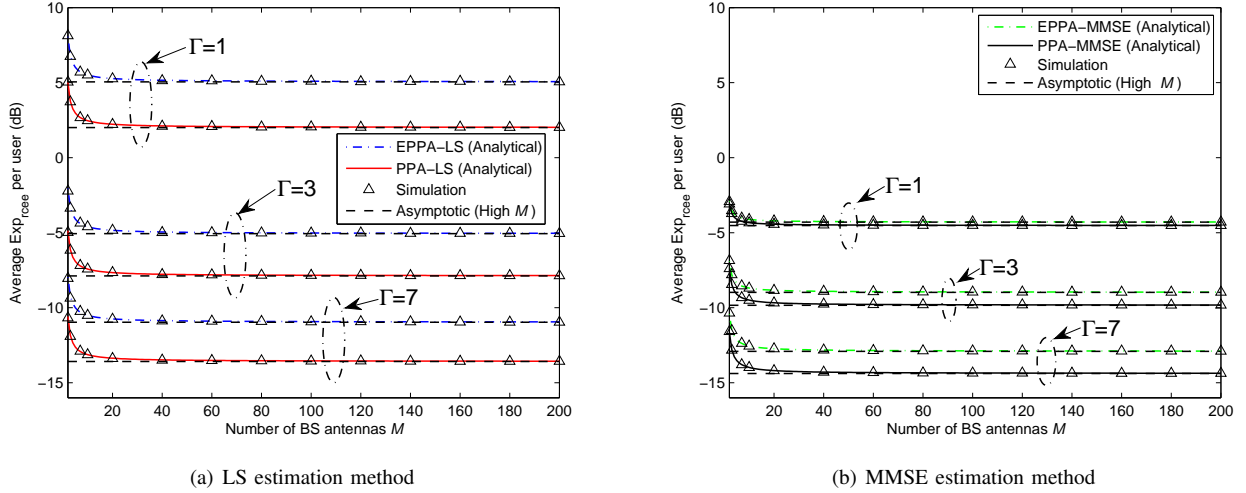 Average Exp_rcee per user (dB)
10
5
0
−5
−10
−15
20 40 60 80 100 120 140 160 180 200
Number of BS antennas M
Γ=1
Γ=3
Γ=7
EPPA−LS (Analytical)
PPA−LS (Analytical)
Simulation
Asymptotic (High M )
(a) LS estimation method
Average Exp_rcee per user (dB)
10
5
0
−5
−10
−15
20 40 60 80 100 120 140 160 180 200
Number of BS antennas M
EPPA−MMSE (Analytical)
PPA−MMSE (Analytical)
Simulation
Asymptotic (High M )
Γ=1
Γ=3
Γ=7
(b) MMSE estimation method